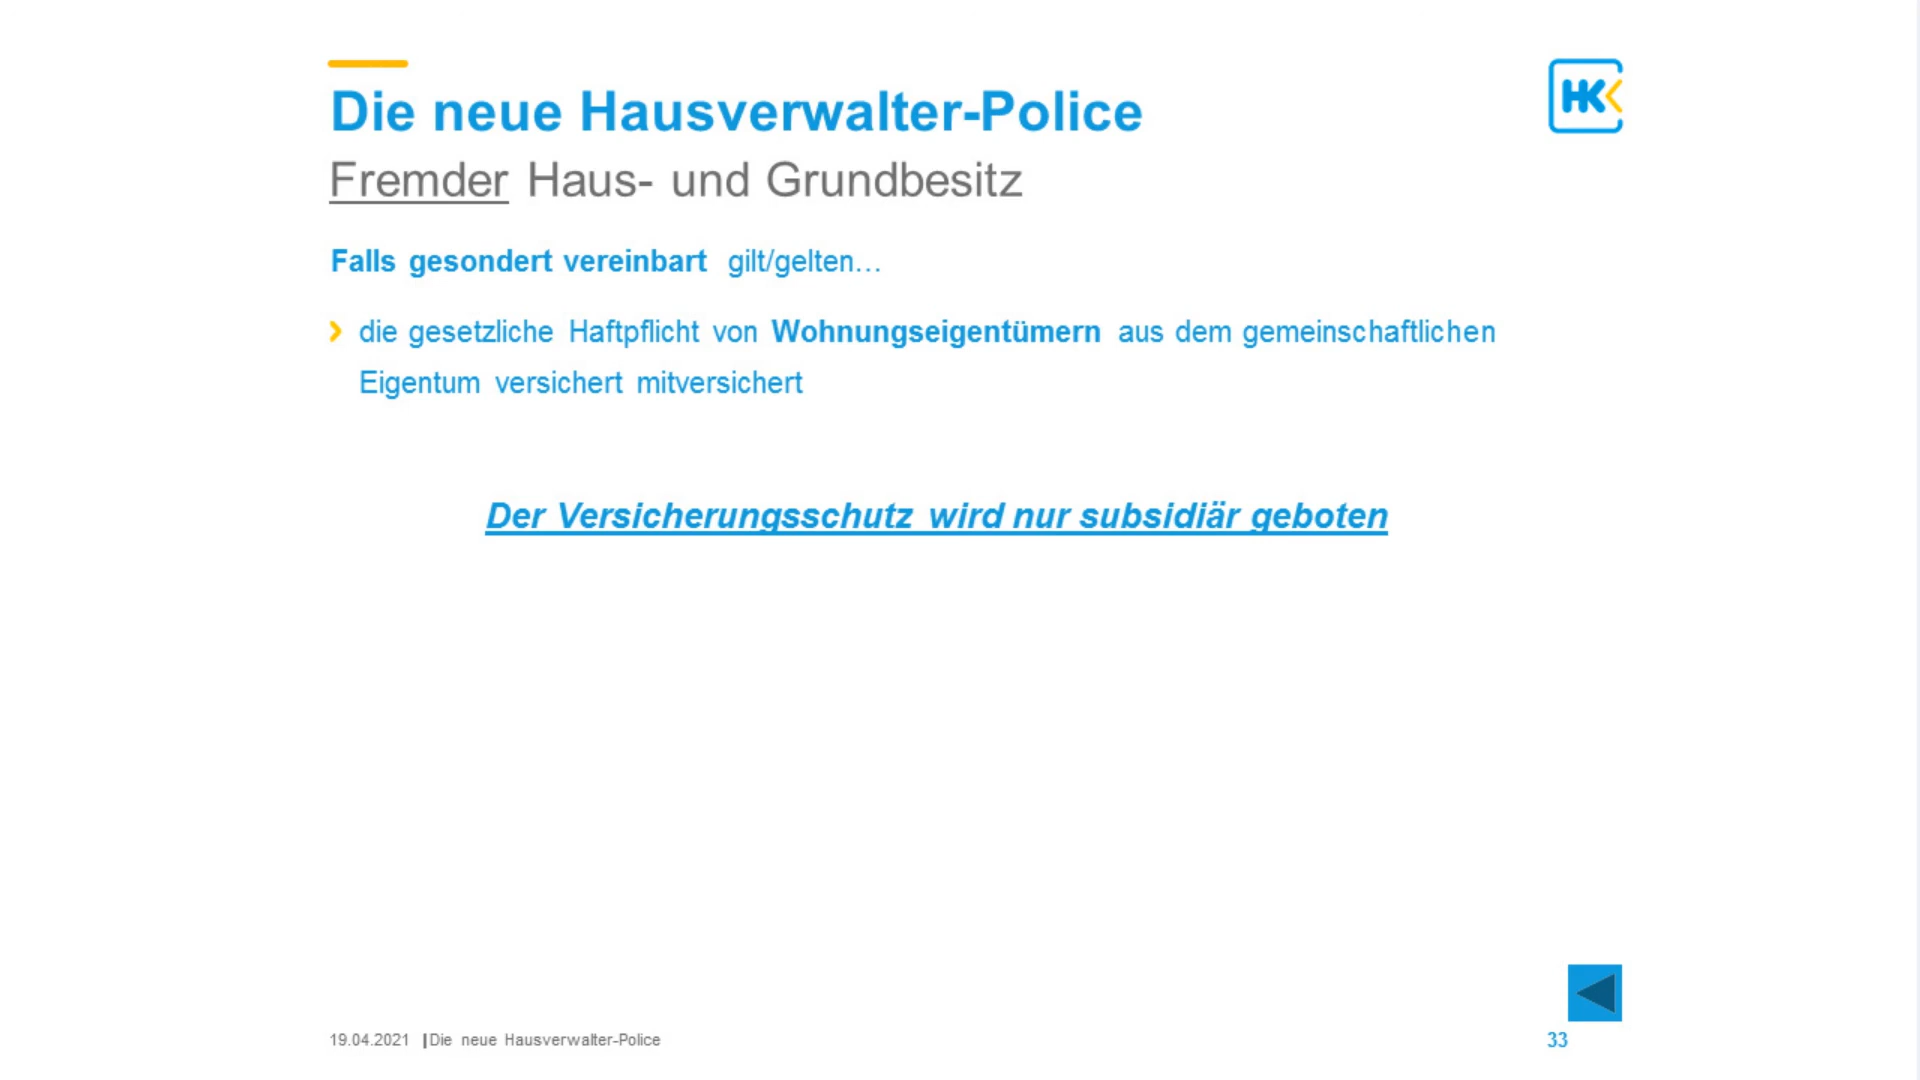 Die neue Hausverwalter-Police
HK
Fremder Haus- und Grundbesitz
Falls gesondert vereinbart gilt/gelten…
die gesetzliche Haftpflicht von Wohnungseigentümern aus dem gemeinschaftlichen
Eigentum versichert mitversichert
Der Versicherungsschutz wird nur subsidiär geboten
19.04.2021 |Die neue Hausverwalter-Police
33